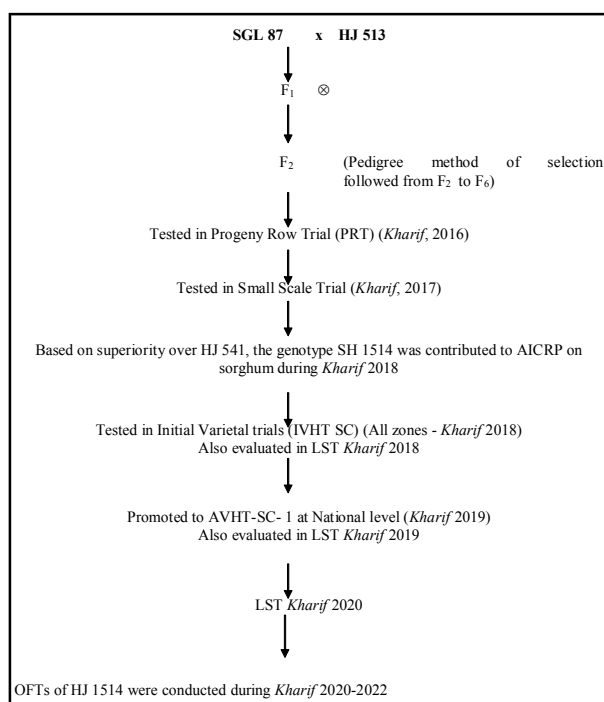 SGL 87 x HJ 513
F₁ ⊗
F₂ (Pedigree method of selection
followed from F₂ to F₆)
Tested in Progeny Row Trial (PRT) (Kharif, 2016)
Tested in Small Scale Trial (Kharif, 2017)
Based on superiority over HJ 541, the genotype SH 1514 was contributed to AICRP on
sorghum during Kharif 2018
Tested in Initial Varietal trials (IVHT SC) (All zones - Kharif 2018)
Also evaluated in LST Kharif 2018
Promoted to AVHT-SC- 1 at National level (Kharif 2019)
Also evaluated in LST Kharif 2019
LST Kharif 2020
OFTs of HJ 1514 were conducted during Kharif 2020-2022